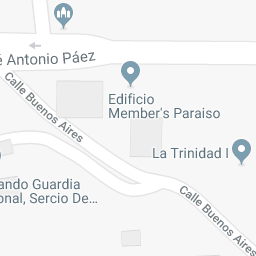 é Antonio Páez
Calle Buenos Aires
Edificio
Member's Paraiso
La Trinidad I
ando Guardia
onal, Sercio De…
Calle Buenos Aires